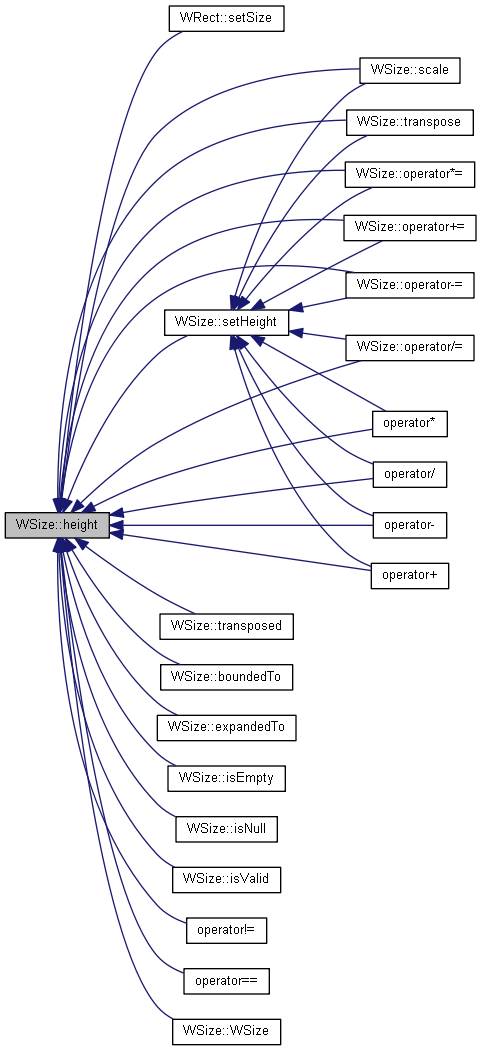 WRect::setSize
WSize::scale
WSize::transpose
WSize::operator*=
WSize::operator+=
WSize::operator-=
WSize::setHeight
WSize::operator/=
operator*
operator/
WSize::height
operator-
operator+
WSize::transposed
WSize::boundedTo
WSize::expandedTo
WSize::isEmpty
WSize::isNull
WSize::isValid
operator!=
operator==
WSize::WSize